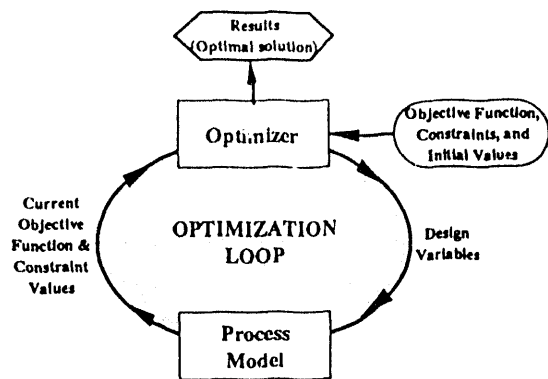 Results
(Optimal solution)
Optimizer
Objective Function,
Constraints, and
Initial Values
Current
Objective
Function &
Constraint
Values
OPTIMIZATION
LOOP
Design
Variables
Process
Model